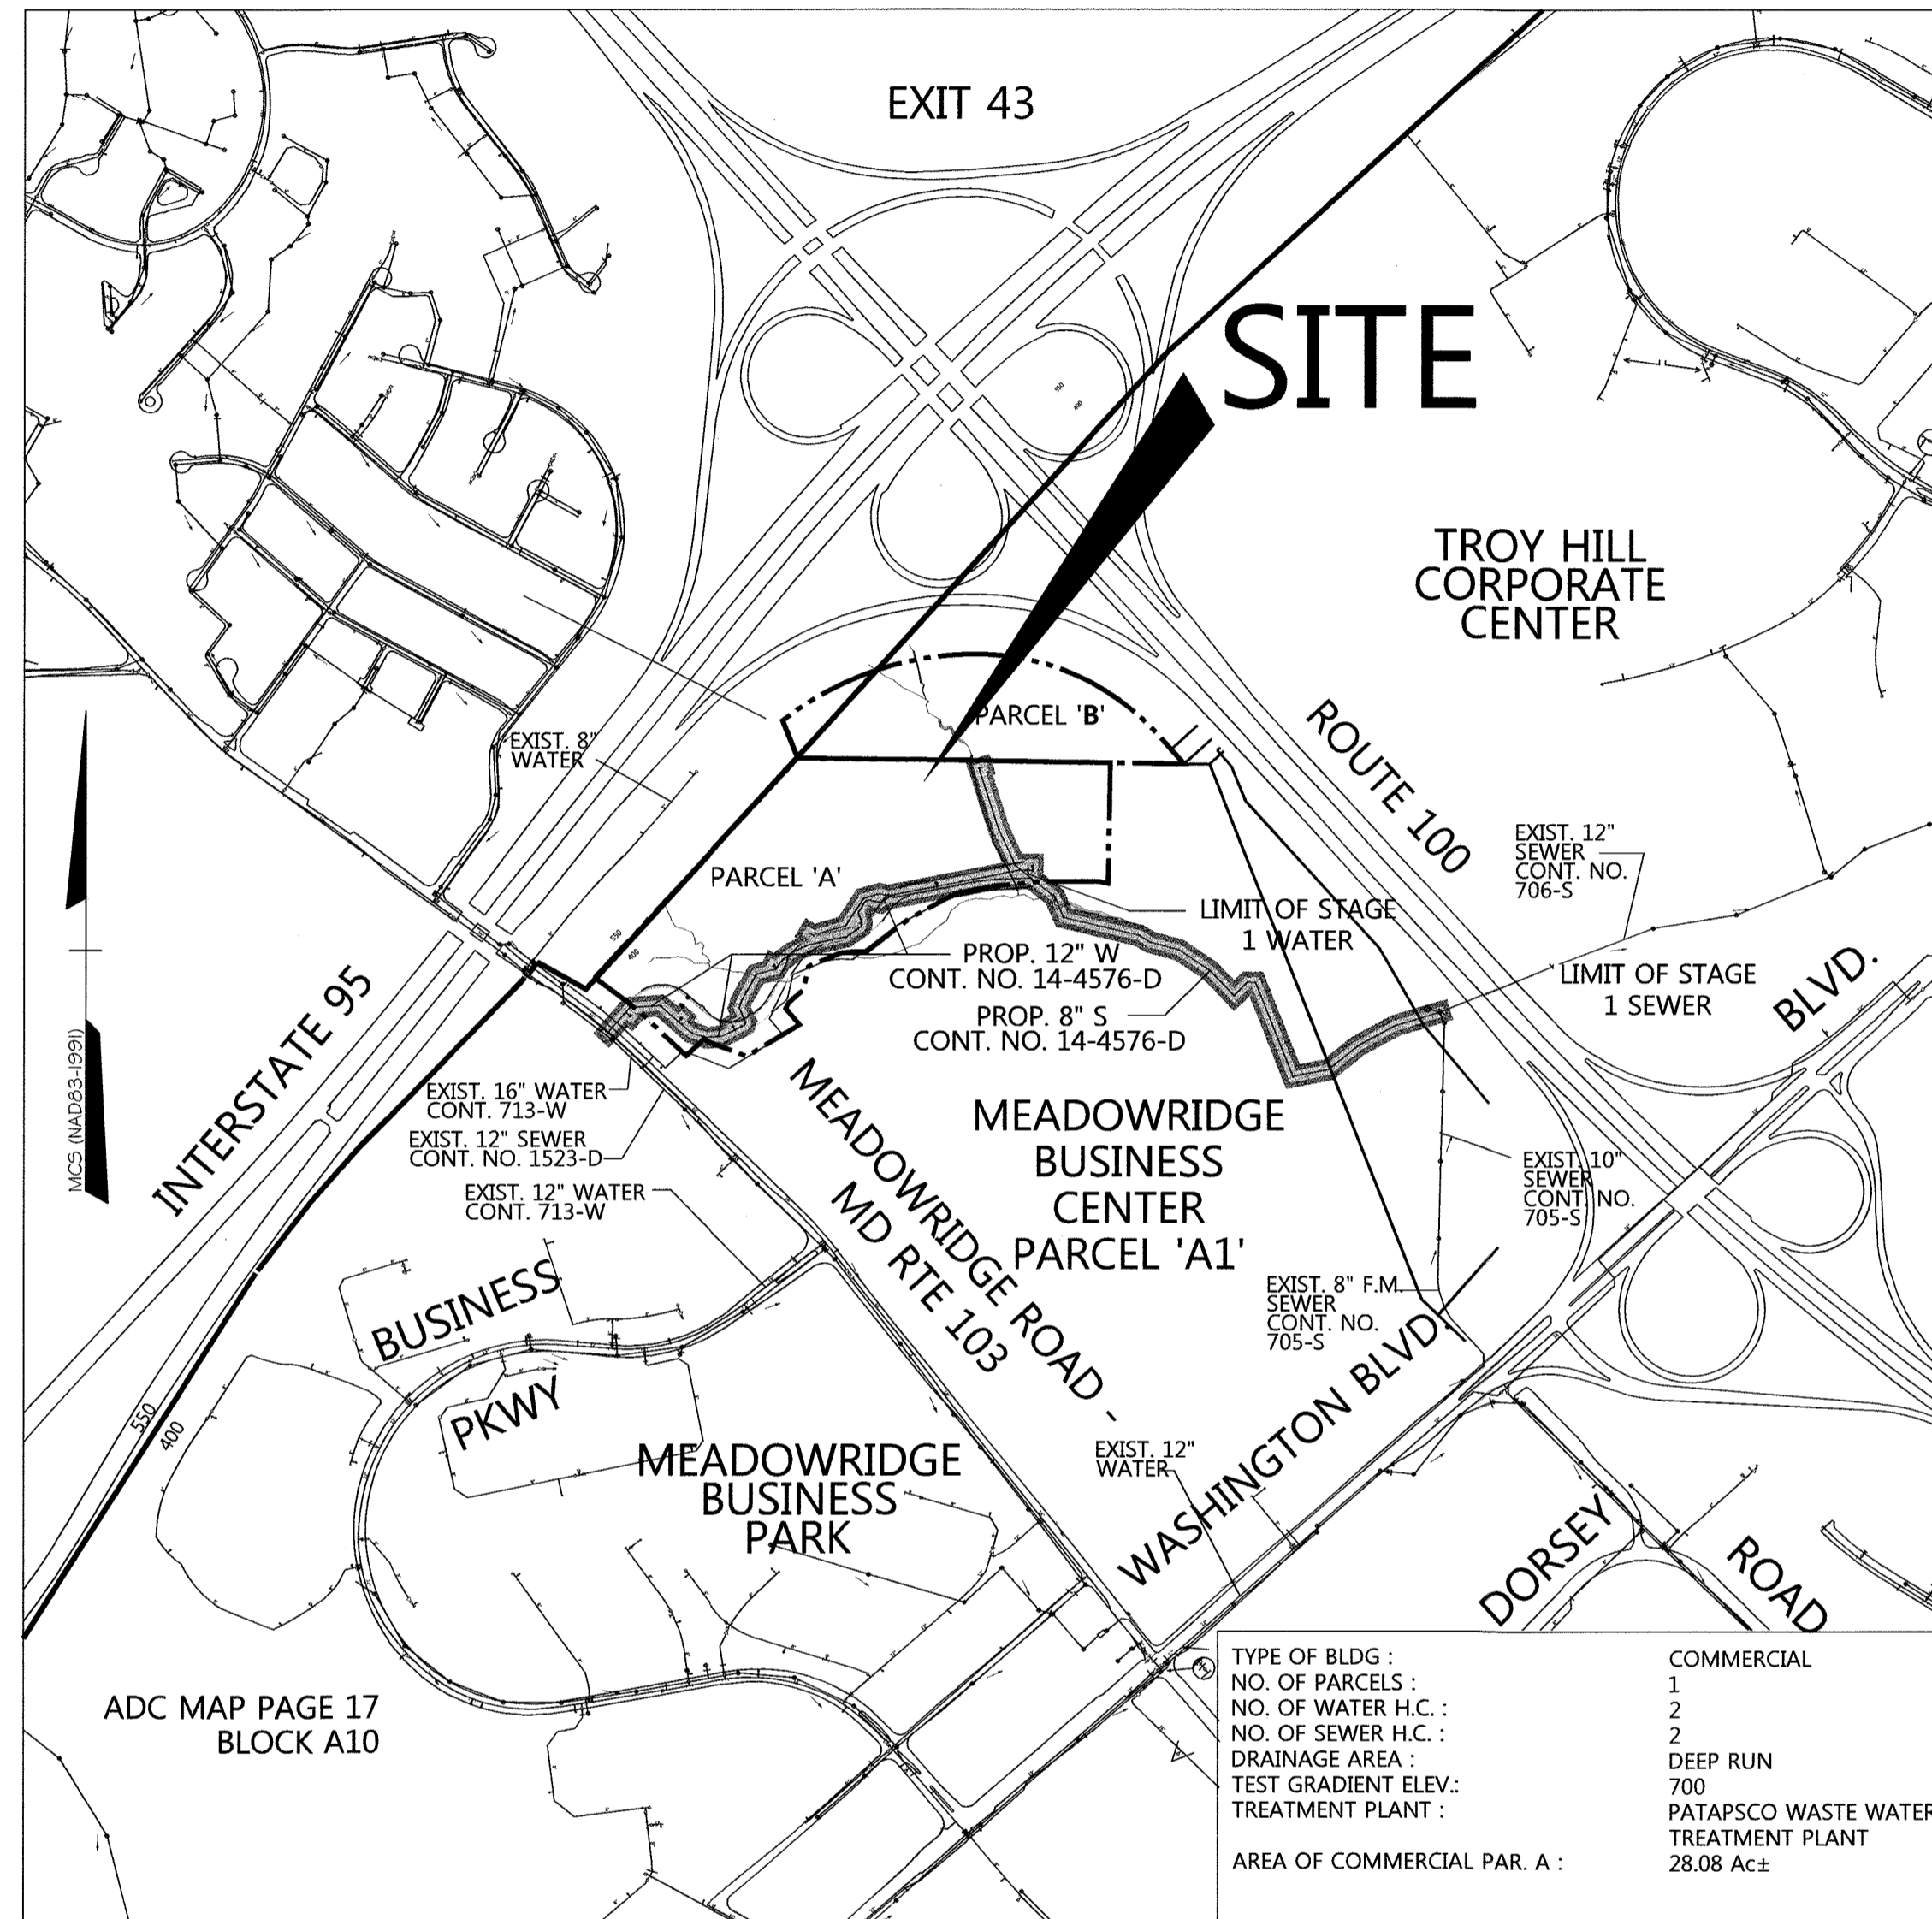 EXIT 43
SITE
TROY HILL
CORPORATE
CENTER
PARCEL 'B'
EXIST. 8"
WATER
ROUTE 100
PARCEL 'A'
EXIST. 12"
SEWER
CONT. NO.
706-S
LIMIT OF STAGE
1 WATER
PROP. 12" W
CONT. NO. 14-4576-D
PROP. 8" S
CONT. NO. 14-4576-D
LIMIT OF STAGE
1 SEWER
BLVD.
550
400
550
400
INTERSTATE 95
MCS (NAD83-1991)
EXIST. 16" WATER
CONT. 713-W
EXIST. 12" SEWER
CONT. NO. 1523-D
EXIST. 12" WATER
CONT. 713-W
MEADOWRIDGE ROAD -
MD RTE 103
MEADOWRIDGE
BUSINESS
CENTER
PARCEL 'A1'
EXIST. 10"
SEWER
CONT. NO.
705-S
EXIST. 8" F.M.
SEWER
CONT. NO.
705-S
BUSINESS
PKWY
550
400
MEADOWRIDGE
BUSINESS
PARK
EXIST. 12"
WATER
WASHINGTON BLVD.
DORSEY
ROAD
ADC MAP PAGE 17
BLOCK A10
TYPE OF BLDG : COMMERCIAL
NO. OF PARCELS : 1
NO. OF WATER H.C. : 2
NO. OF SEWER H.C. : 2
DRAINAGE AREA : DEEP RUN
TEST GRADIENT ELEV.: 700
TREATMENT PLANT : PATAPSCO WASTE WATER
TREATMENT PLANT
AREA OF COMMERCIAL PAR. A : 28.08 Ac±